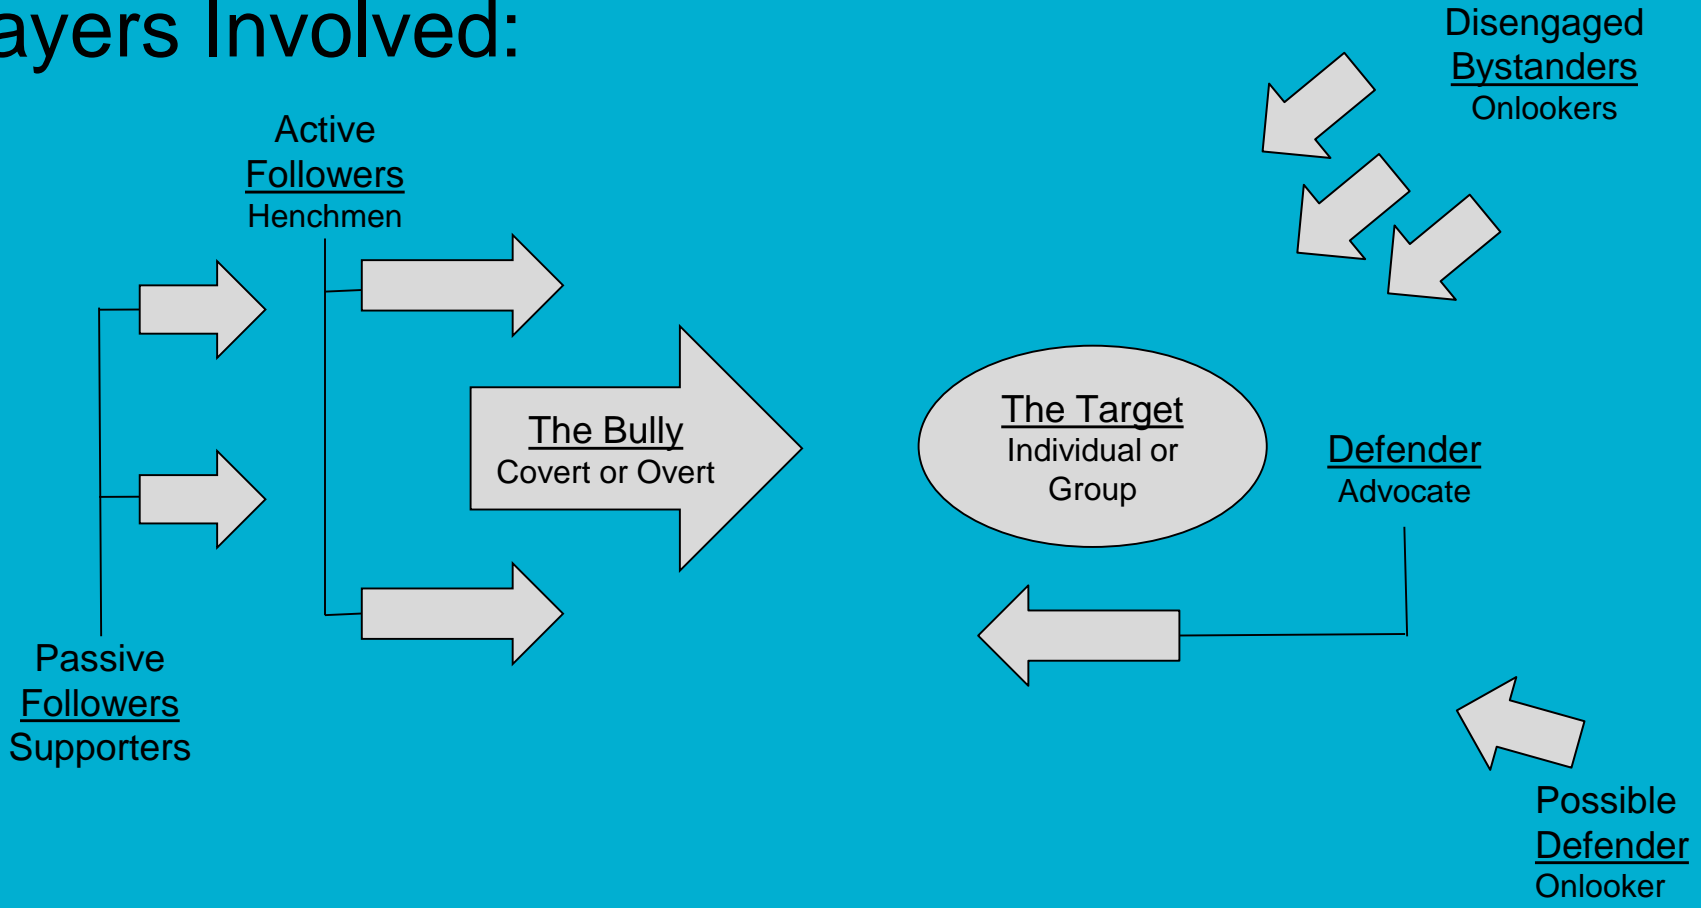 ayers Involved:
Disengaged
Bystanders
Onlookers
Active
Followers
Henchmen
The Bully
Covert or Overt
The Target
Individual or
Group
Defender
Advocate
Passive
Followers
Supporters
Possible
Defender
Onlooker